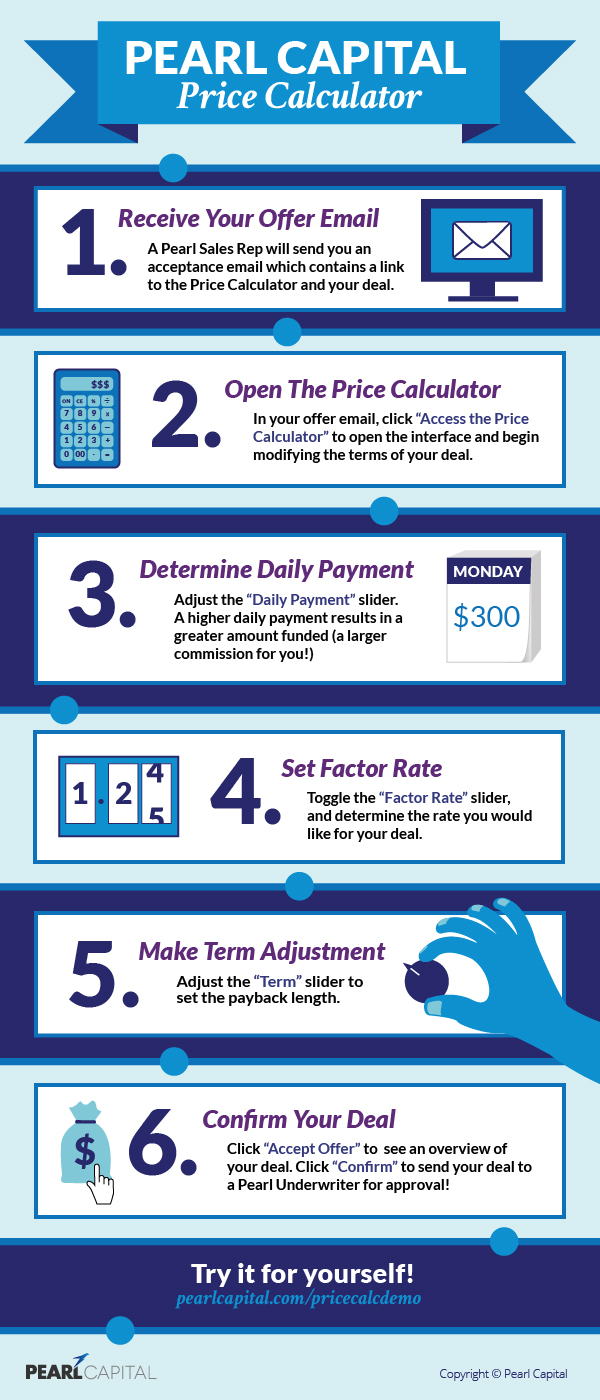 PEARL CAPITAL
Price Calculator
1.
Receive Your Offer Email
A Pearl Sales Rep will send you an
acceptance email which contains a link
to the Price Calculator and your deal.
$$$
ON CE % ÷
7 8 9 x
4 5 6 –
1 2 3 +
0 00 . =
2.
Open The Price Calculator
In your offer email, click “Access the Price
Calculator” to open the interface and begin
modifying the terms of your deal.
3.
Determine Daily Payment
Adjust the “Daily Payment” slider.
A higher daily payment results in a
greater amount funded (a larger
commission for you!)
MONDAY
$300
1.2 4
5
4.
Set Factor Rate
Toggle the “Factor Rate” slider,
and determine the rate you would
like for your deal.
5.
Make Term Adjustment
Adjust the “Term” slider to
set the payback length.
$
6.
Confirm Your Deal
Click “Accept Offer” to see an overview of
your deal. Click “Confirm” to send your deal to
a Pearl Underwriter for approval!
Try it for yourself!
pearlcapital.com/pricecalcdemo
PEARL CAPITAL
Copyright © Pearl Capital